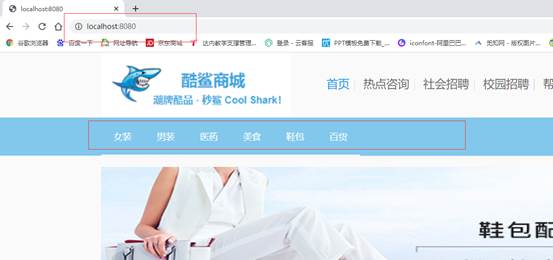 localhost:8080
localhost:8080
谷歌浏览器 百度一下 网址导航 JD 京东商城 达内教学支撑管理... 登录 - 云客服 PPT模板免费下载_... iconfont-阿里巴巴... 觅知网 - 版权图片...
酷鲨商城
潮牌酷品 · 秒鲨 Cool Shark!
首页 热点咨询 社会招聘 校园招聘 帮
女装 男装 医药 美食 鞋包 百货
鞋包配